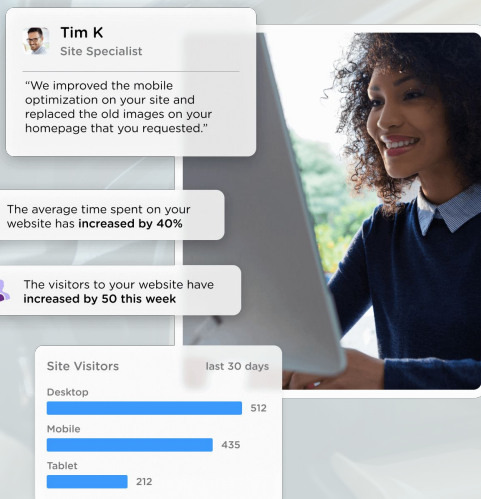 Tim K
Site Specialist
“We improved the mobile
optimization on your site and
replaced the old images on your
homepage that you requested.”
The average time spent on your
website has increased by 40%
The visitors to your website have
increased by 50 this week
Site Visitors last 30 days
Desktop
512
Mobile
435
Tablet
212